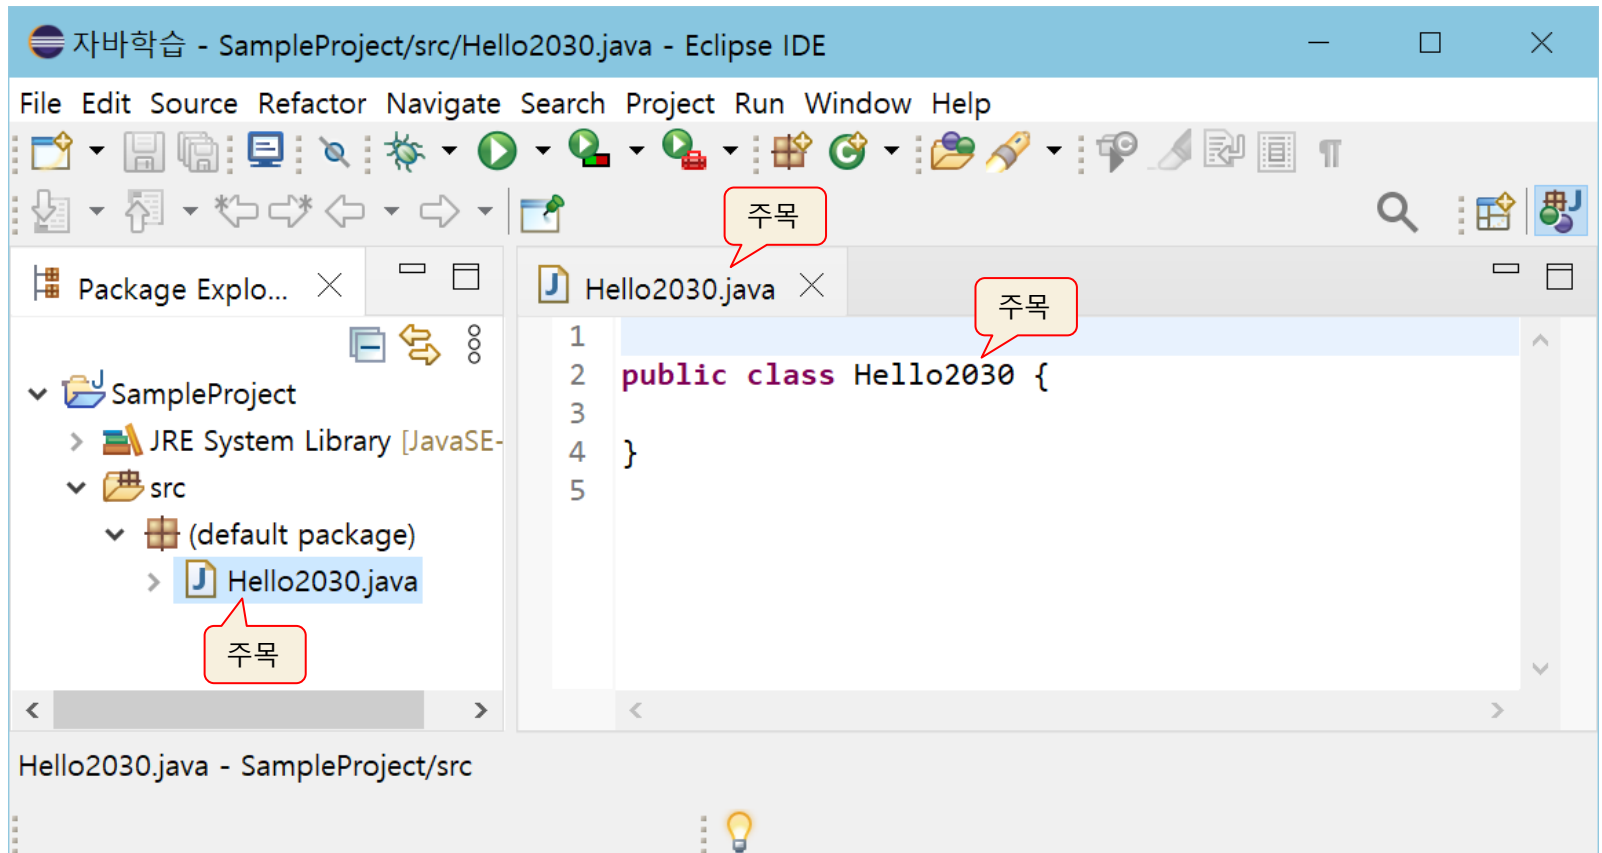 자바학습 - SampleProject/src/Hello2030.java - Eclipse IDE
File Edit Source Refactor Navigate Search Project Run Window Help
주목
Package Explo...
Hello2030.java
주목
SampleProject
JRE System Library [JavaSE-
src
(default package)
Hello2030.java
주목
1
2 public class Hello2030 {
3
4 }
5
Hello2030.java - SampleProject/src